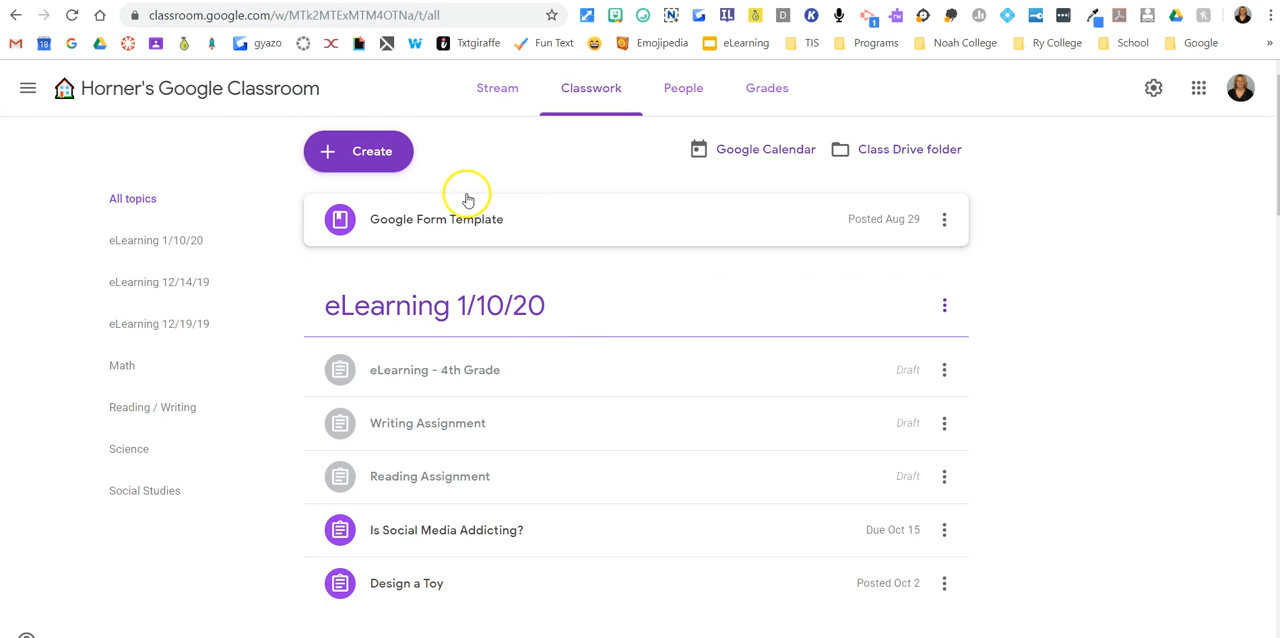 classroom.google.com/w/MTk2MTExMTM4OTNa/t/all
1
18 gyazo Txtgiraffe Fun Text Emojipedia eLearning TIS Programs Noah College Ry College School Google »
Horner's Google Classroom Stream Classwork People Grades
+ Create Google Calendar Class Drive folder
All topics
eLearning 1/10/20
eLearning 12/14/19
eLearning 12/19/19
Math
Reading / Writing
Science
Social Studies
Google Form Template Posted Aug 29
eLearning 1/10/20
eLearning - 4th Grade Draft
Writing Assignment Draft
Reading Assignment Draft
Is Social Media Addicting? Due Oct 15
Design a Toy Posted Oct 2